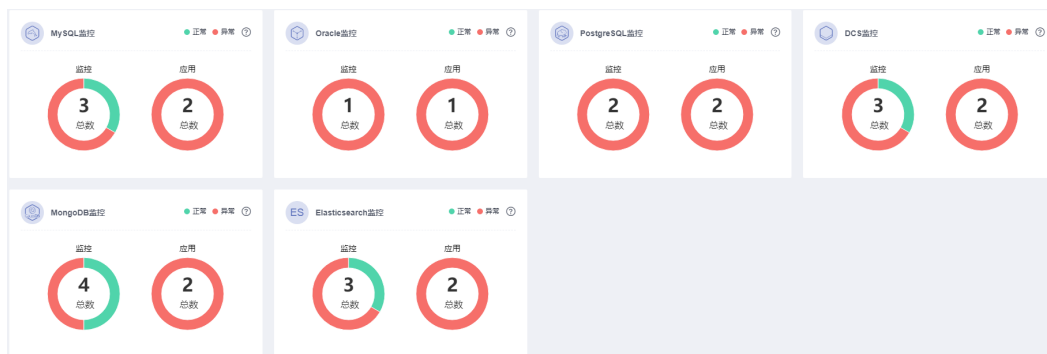 MySQL监控 正常 异常 ?
监控 应用
3 2
总数 总数
Oracle监控 正常 异常 ?
监控 应用
1 1
总数 总数
PostgreSQL监控 正常 异常 ?
监控 应用
2 2
总数 总数
DCS监控 正常 异常 ?
监控 应用
3 2
总数 总数
MongoDB监控 正常 异常 ?
监控 应用
4 2
总数 总数
ES Elasticsearch监控 正常 异常 ?
监控 应用
3 2
总数 总数